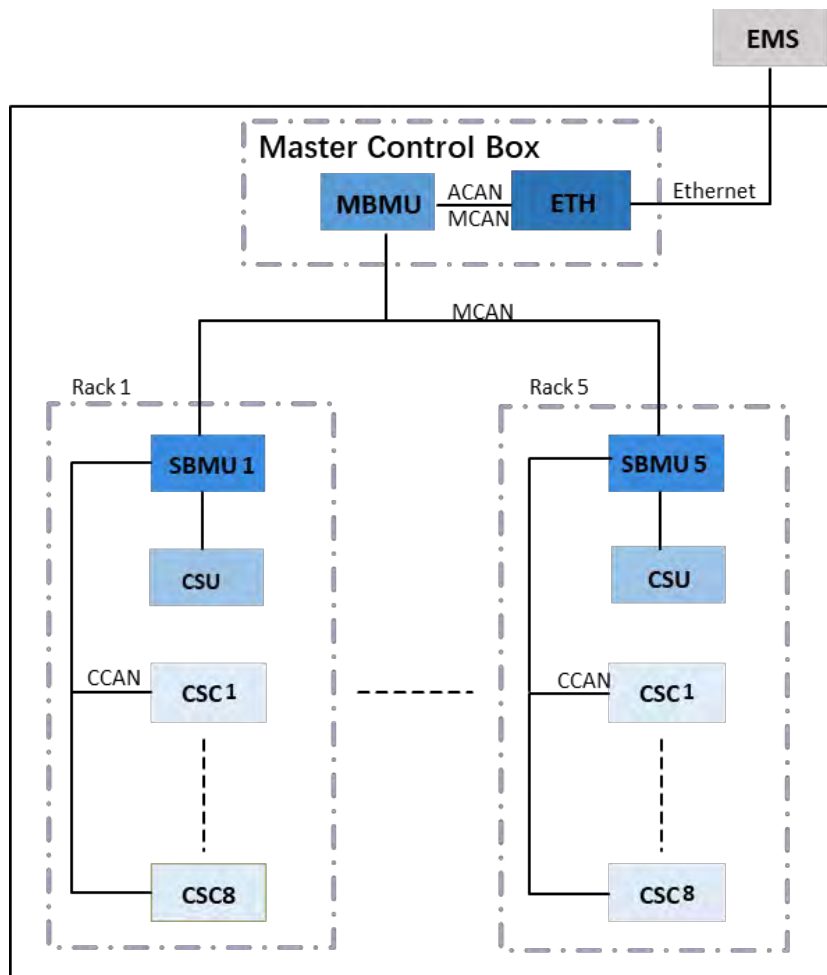 EMS
Master Control Box
MBMU
ACAN
MCAN
ETH
Ethernet
MCAN
Rack 1
Rack 5
SBMU 1
SBMU 5
CSU
CSU
CCAN
CSC 1
CCAN
CSC 1
CSC8
CSC 8